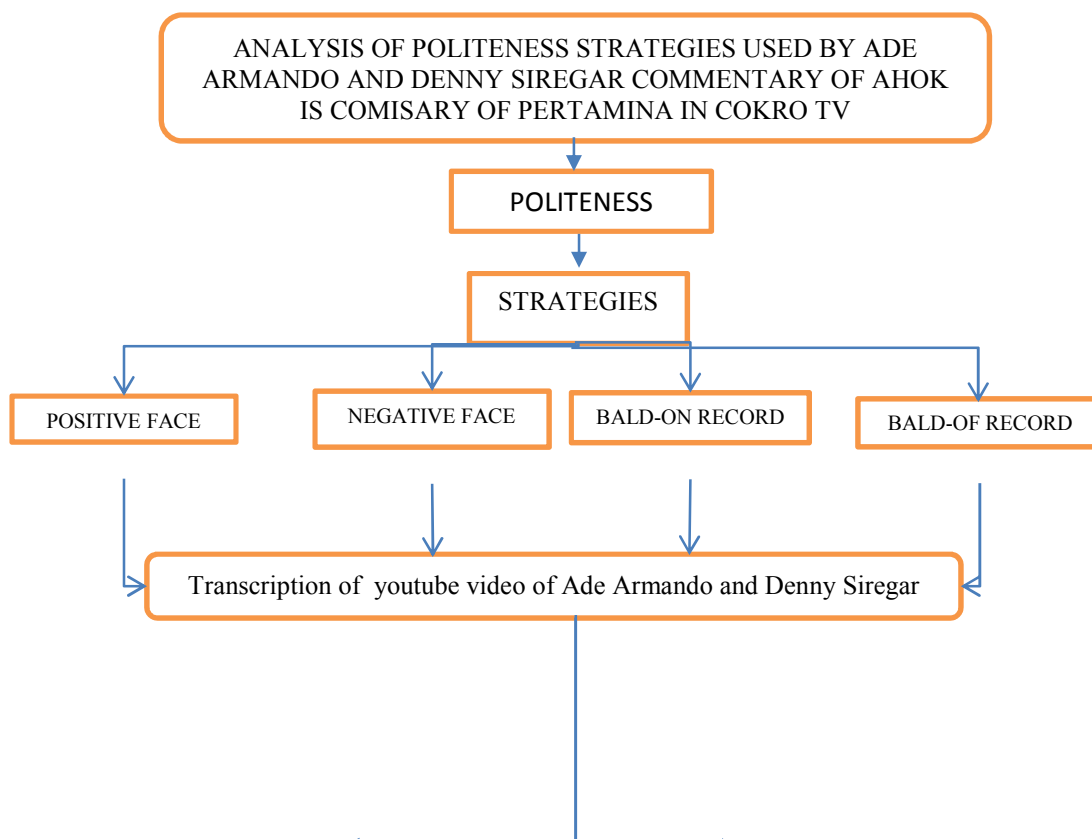 ANALYSIS OF POLITENESS STRATEGIES USED BY ADE
ARMANDO AND DENNY SIREGAR COMMENTARY OF AHOK
IS COMISARY OF PERTAMINA IN COKRO TV
POLITENESS
STRATEGIES
POSITIVE FACE
NEGATIVE FACE
BALD-ON RECORD
BALD-OF RECORD
Transcription of youtube video of Ade Armando and Denny Siregar